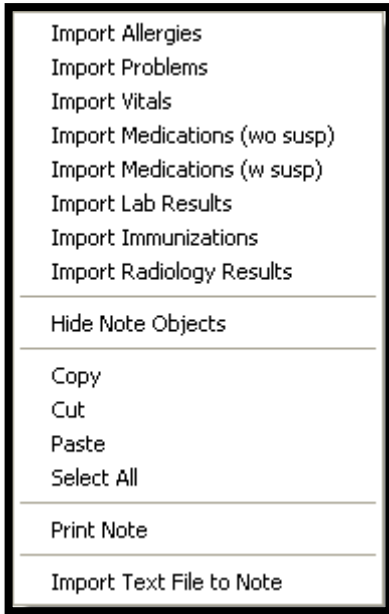 Import Allergies
Import Problems
Import Vitals
Import Medications (wo susp)
Import Medications (w susp)
Import Lab Results
Import Immunizations
Import Radiology Results
Hide Note Objects
Copy
Cut
Paste
Select All
Print Note
Import Text File to Note